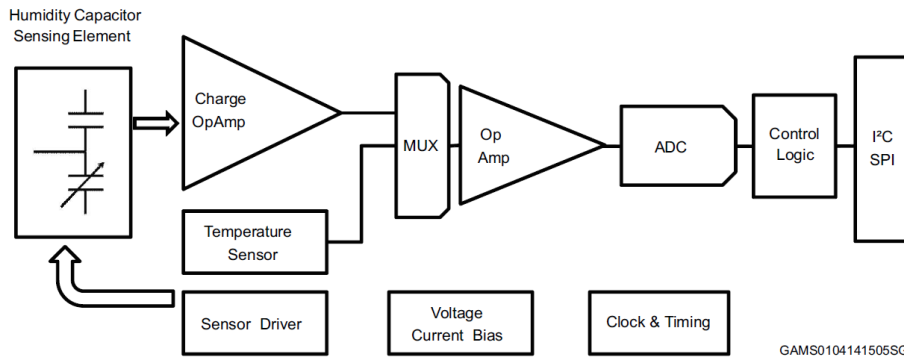 Humidity Capacitor
Sensing Element
Charge
OpAmp
MUX
Op
Amp
ADC
Control
Logic
I²C
SPI
Temperature
Sensor
Sensor Driver
Voltage
Current Bias
Clock & Timing
GAMS0104141505SG